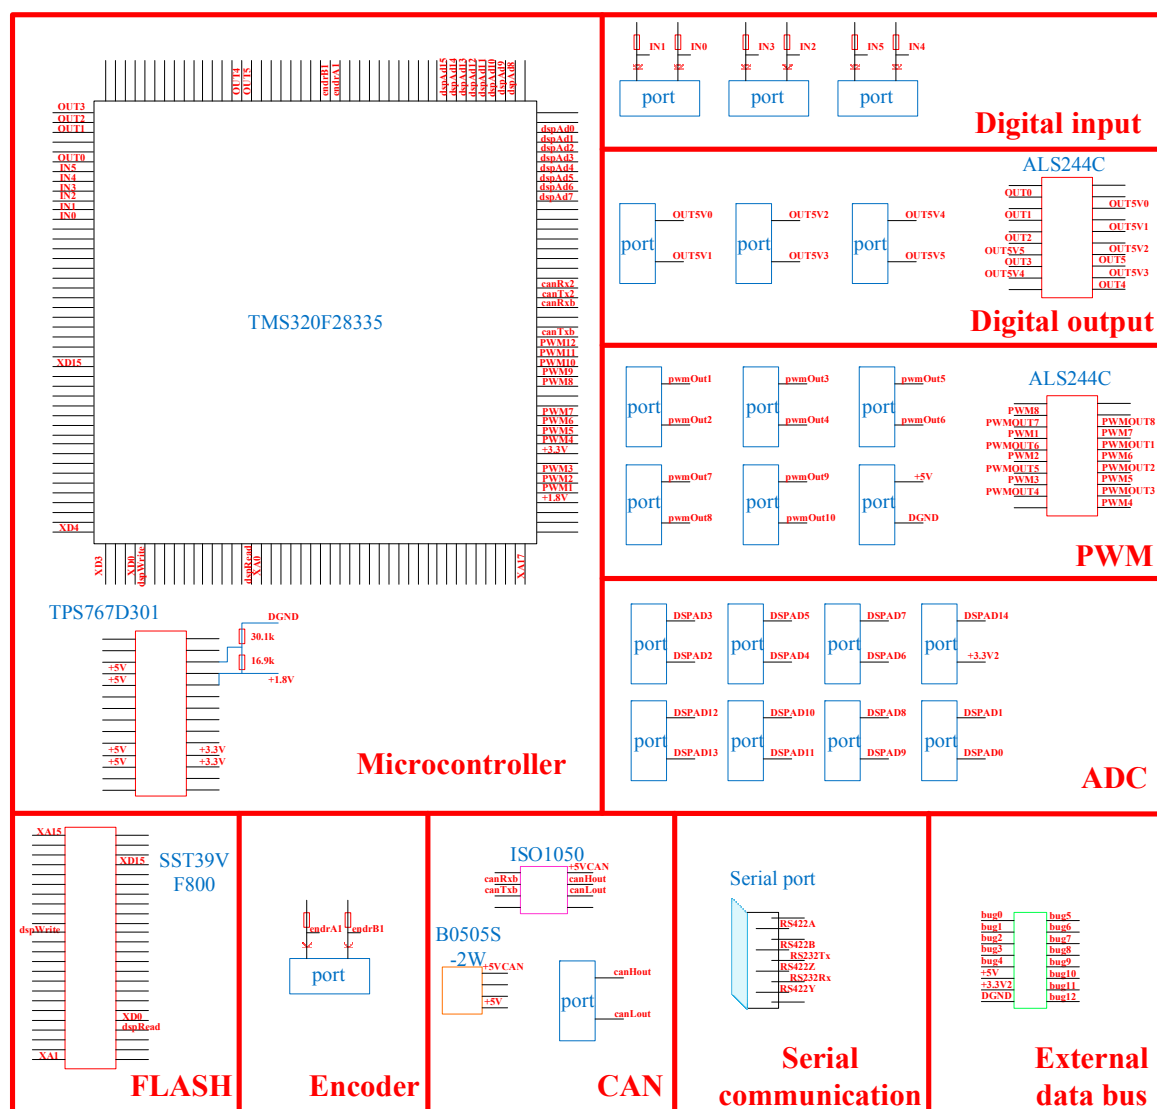 OUT4
OUT5
endrB1
endrA1
dspAd15
dspAd14
dspAd13
dspAd12
dspAd11
dspAd10
dspAd9
dspAd8
OUT3
OUT2
OUT1
OUT0
IN5
IN4
IN3
IN2
IN1
IN0
XD15
XD4
TMS320F28335
dspAd0
dspAd1
dspAd2
dspAd3
dspAd4
dspAd5
dspAd6
dspAd7
canRx2
canTx2
canRxb
canTxb
PWM12
PWM11
PWM10
PWM9
PWM8
PWM7
PWM6
PWM5
PWM4
+3.3V
PWM3
PWM2
PWM1
+1.8V
XD3
XD0
dspWrite
dspRead
XA0
XA17
TPS767D301
DGND
30.1k
16.9k
+1.8V
+5V
+5V
+5V
+5V
+3.3V
+3.3V
Microcontroller
IN1
IN0
IN3
IN2
IN5
IN4
port
port
port
Digital input
ALS244C
port
OUT5V0
OUT5V1
port
OUT5V2
OUT5V3
port
OUT5V4
OUT5V5
OUT0
OUT1
OUT2
OUT5V5
OUT3
OUT5V4
OUT5V0
OUT5V1
OUT5V2
OUT5
OUT5V3
OUT4
Digital output
port
pwmOut1
pwmOut2
port
pwmOut3
pwmOut4
port
pwmOut5
pwmOut6
port
pwmOut7
pwmOut8
port
pwmOut9
pwmOut10
port
+5V
DGND
ALS244C
PWM8
PWMOUT7
PWM1
PWMOUT6
PWM2
PWMOUT5
PWM3
PWMOUT4
PWMOUT8
PWM7
PWMOUT1
PWM6
PWMOUT2
PWM5
PWMOUT3
PWM4
PWM
port
DSPAD3
DSPAD2
port
DSPAD5
DSPAD4
port
DSPAD7
DSPAD6
port
DSPAD14
+3.3V2
port
DSPAD12
DSPAD13
port
DSPAD10
DSPAD11
port
DSPAD8
DSPAD9
port
DSPAD1
DSPAD0
ADC
XA15
XD15
SST39V
F800
dspWrite
XD0
dspRead
XA1
FLASH
endrA1
endrB1
port
Encoder
ISO1050
+5VCAN
canRxb
canHout
canTxb
canLout
B0505S
-2W
+5VCAN
+5V
port
canHout
canLout
CAN
Serial port
RS422A
RS422B
RS232Tx
RS422Z
RS232Rx
RS422Y
Serial
communication
bug0
bug1
bug2
bug3
bug4
+5V
+3.3V2
DGND
bug5
bug6
bug7
bug8
bug9
bug10
bug11
bug12
External
data bus